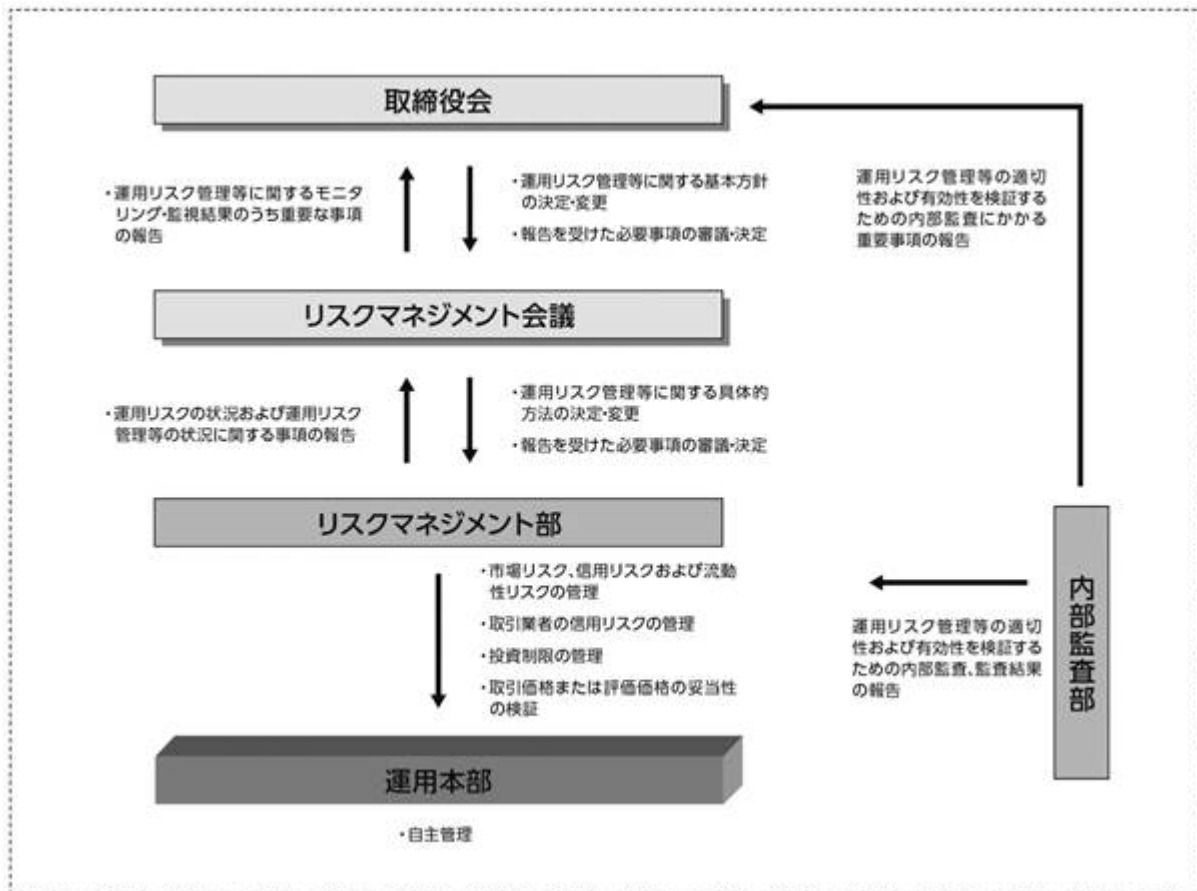 取締役会
・運用リスク管理等に関するモニタ
リング・監視結果のうち重要な事項
の報告
・運用リスク管理等に関する基本方針
の決定・変更
・報告を受けた必要事項の審議・決定
運用リスク管理等の適切
性および有効性を検証する
ための内部監査にかかる
重要事項の報告
リスクマネジメント会議
・運用リスクの状況および運用リスク
管理等の状況に関する事項の報告
・運用リスク管理等に関する具体的
方法の決定・変更
・報告を受けた必要事項の審議・決定
リスクマネジメント部
・市場リスク、信用リスクおよび流動
性リスクの管理
・取引業者の信用リスクの管理
・投資制限の管理
・取引価格または評価価格の妥当性
の検証
運用リスク管理等の適切
性および有効性を検証する
ための内部監査、監査結果
の報告
内部監査部
運用本部
・自主管理